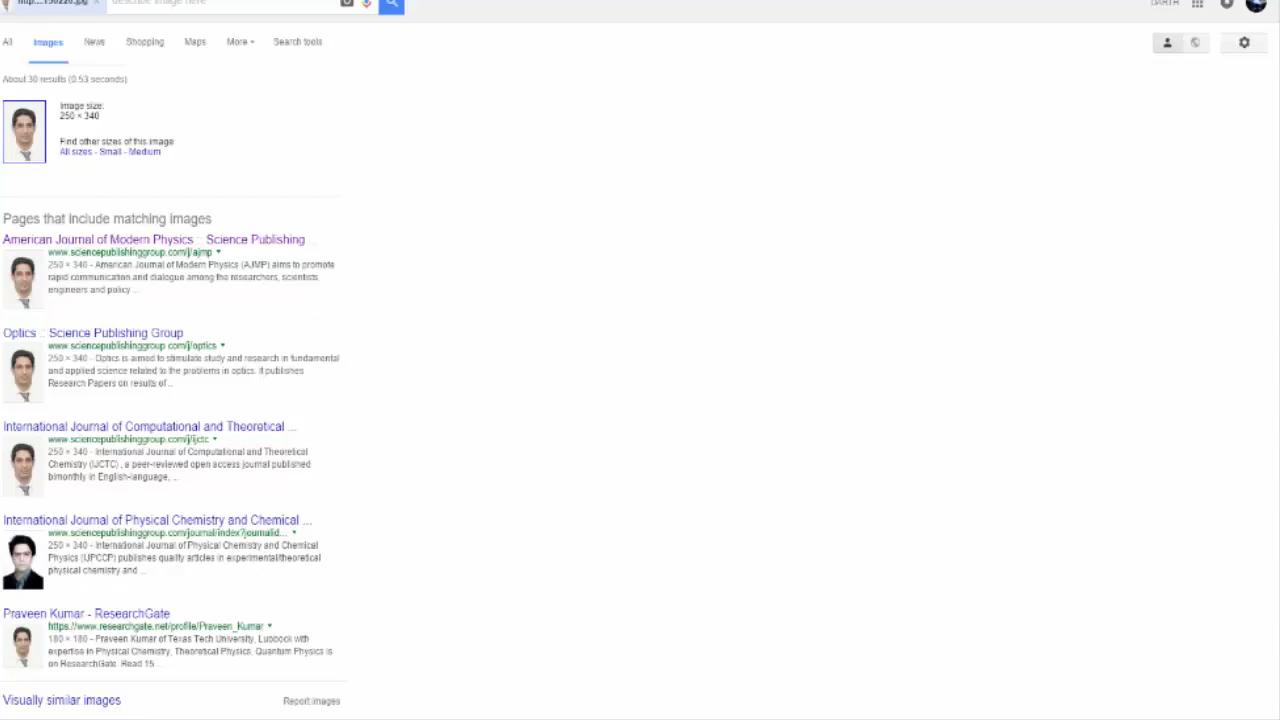 describe image here
All Images News Shopping Maps More Search tools
About 30 results (0.53 seconds)
Image size:
250 × 340
Find other sizes of this image:
All sizes - Small - Medium
Pages that include matching images
American Journal of Modern Physics :: Science Publishing ...
www.sciencepublishinggroup.com/j/ajmp
250 × 340 - American Journal of Modern Physics (AJMP) aims to promote
rapid communication and dialogue among the researchers, scientists,
engineers and policy ...
Optics :: Science Publishing Group
www.sciencepublishinggroup.com/j/optics
250 × 340 - Optics is aimed to stimulate study and research in fundamental
and applied science related to the problems in optics. It publishes
Research Papers on results of ...
International Journal of Computational and Theoretical ...
www.sciencepublishinggroup.com/j/ijctc
250 × 340 - International Journal of Computational and Theoretical
Chemistry (IJCTC) , a peer-reviewed open access journal published
bimonthly in English-language, ...
International Journal of Physical Chemistry and Chemical ...
www.sciencepublishinggroup.com/journal/index?journalid...
250 × 340 - International Journal of Physical Chemistry and Chemical
Physics (IJPCCP) publishes quality articles in experimental/theoretical
physical chemistry and ...
Praveen Kumar - ResearchGate
https://www.researchgate.net/profile/Praveen_Kumar
180 × 180 - Praveen Kumar of Texas Tech University, Lubbock with
expertise in Physical Chemistry, Theoretical Physics, Quantum Physics is
on ResearchGate. Read 15 ...
Visually similar images Report images